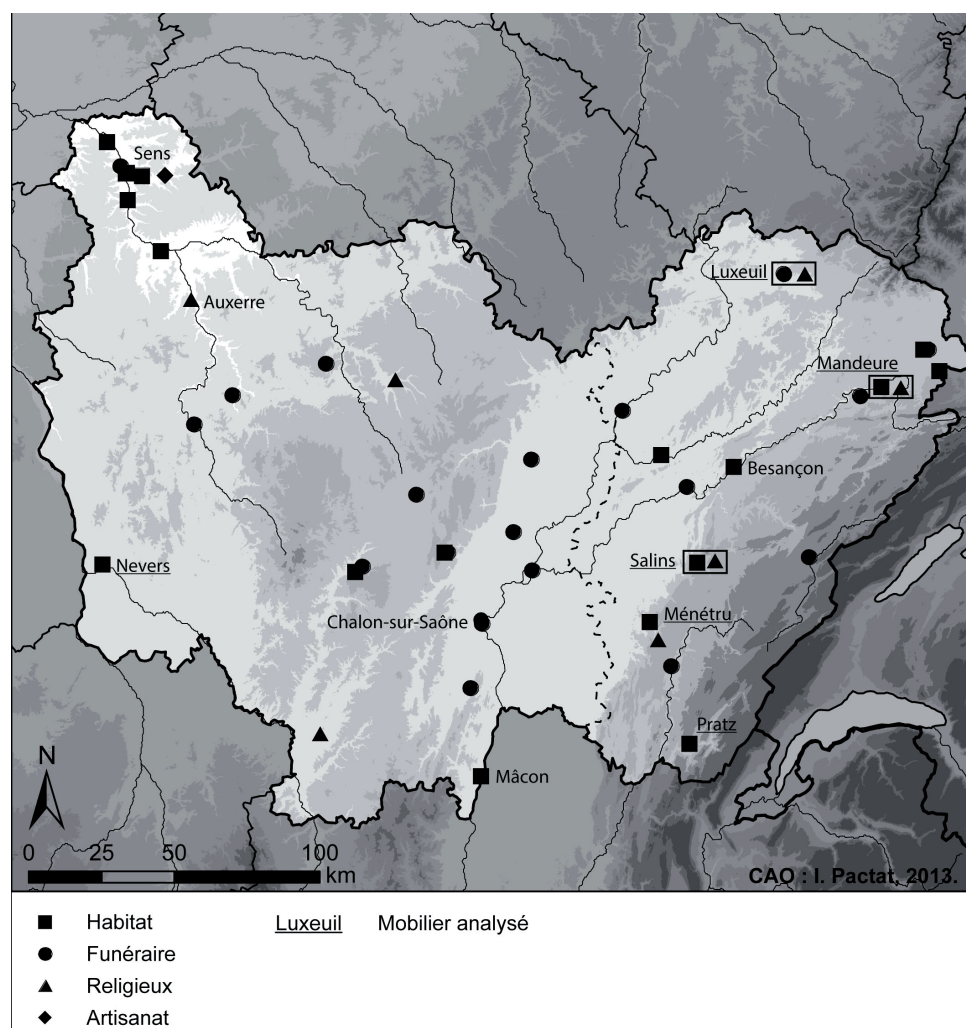 Sens
Luxeuil
Auxerre
Mandeure
Besançon
Nevers
Salins
Chalon-sur-Saône
Ménétru
Pratz
N
Mâcon
0 25 50 100
km
CAO : I. Pactat, 2013.
Habitat
Luxeuil Mobilier analysé
Funéraire
Religieux
Artisanat